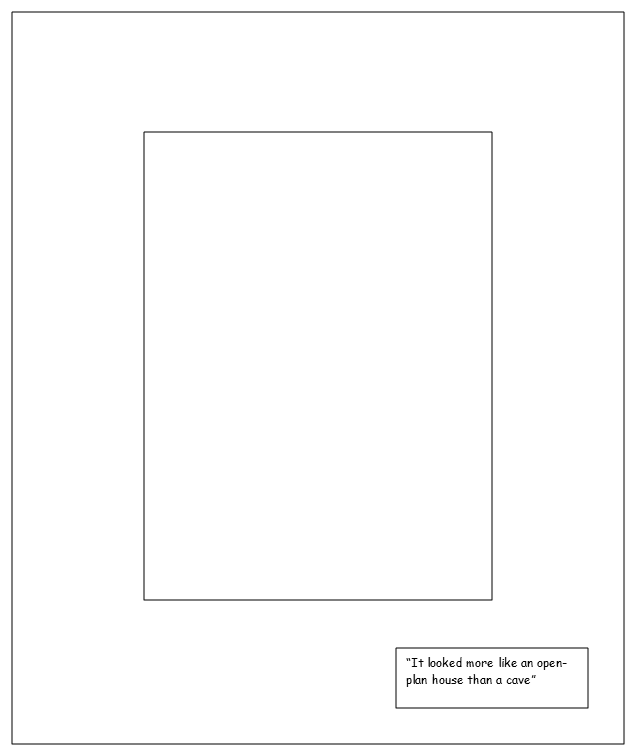 “It looked more like an open-
plan house than a cave”